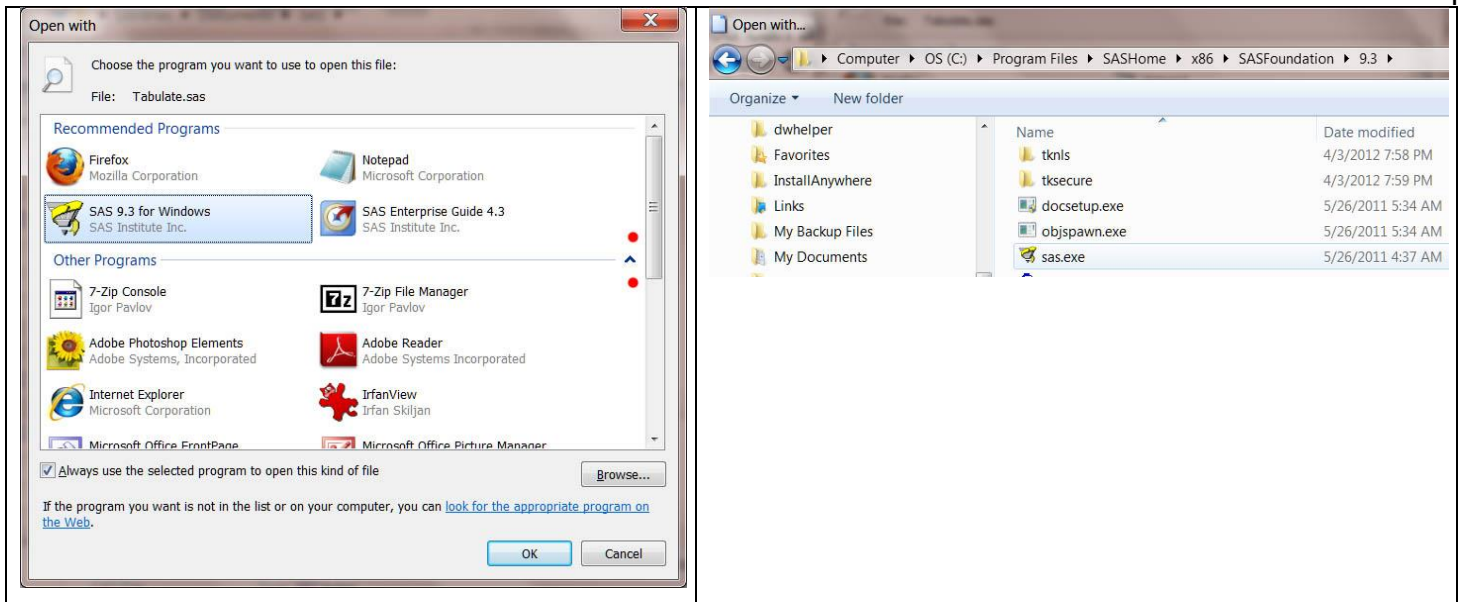 Open with
Choose the program you want to use to open this file:
File: Tabulate.sas
Recommended Programs
Firefox
Mozilla Corporation
Notepad
Microsoft Corporation
SAS 9.3 for Windows
SAS Institute Inc.
SAS Enterprise Guide 4.3
SAS Institute Inc.
Other Programs
7-Zip Console
Igor Pavlov
7z
7-Zip File Manager
Igor Pavlov
Adobe Photoshop Elements
Adobe Systems, Incorporated
Adobe Reader
Adobe Systems Incorporated
Internet Explorer
Microsoft Corporation
IrfanView
Irfan Skiljan
Microsoft Office FrontPage
Microsoft Office Picture Manager
Always use the selected program to open this kind of file
Browse...
If the program you want is not in the list or on your computer, you can look for the appropriate program on
the Web.
OK
Cancel
Open with...
Computer ▸ OS (C:) ▸ Program Files ▸ SASHome ▸ x86 ▸ SASFoundation ▸ 9.3 ▸
Organize New folder
dwhelper
Favorites
InstallAnywhere
Links
My Backup Files
My Documents
Name Date modified
tknls 4/3/2012 7:58 PM
tksecure 4/3/2012 7:59 PM
docsetup.exe 5/26/2011 5:34 AM
objspawn.exe 5/26/2011 5:34 AM
sas.exe 5/26/2011 4:37 AM